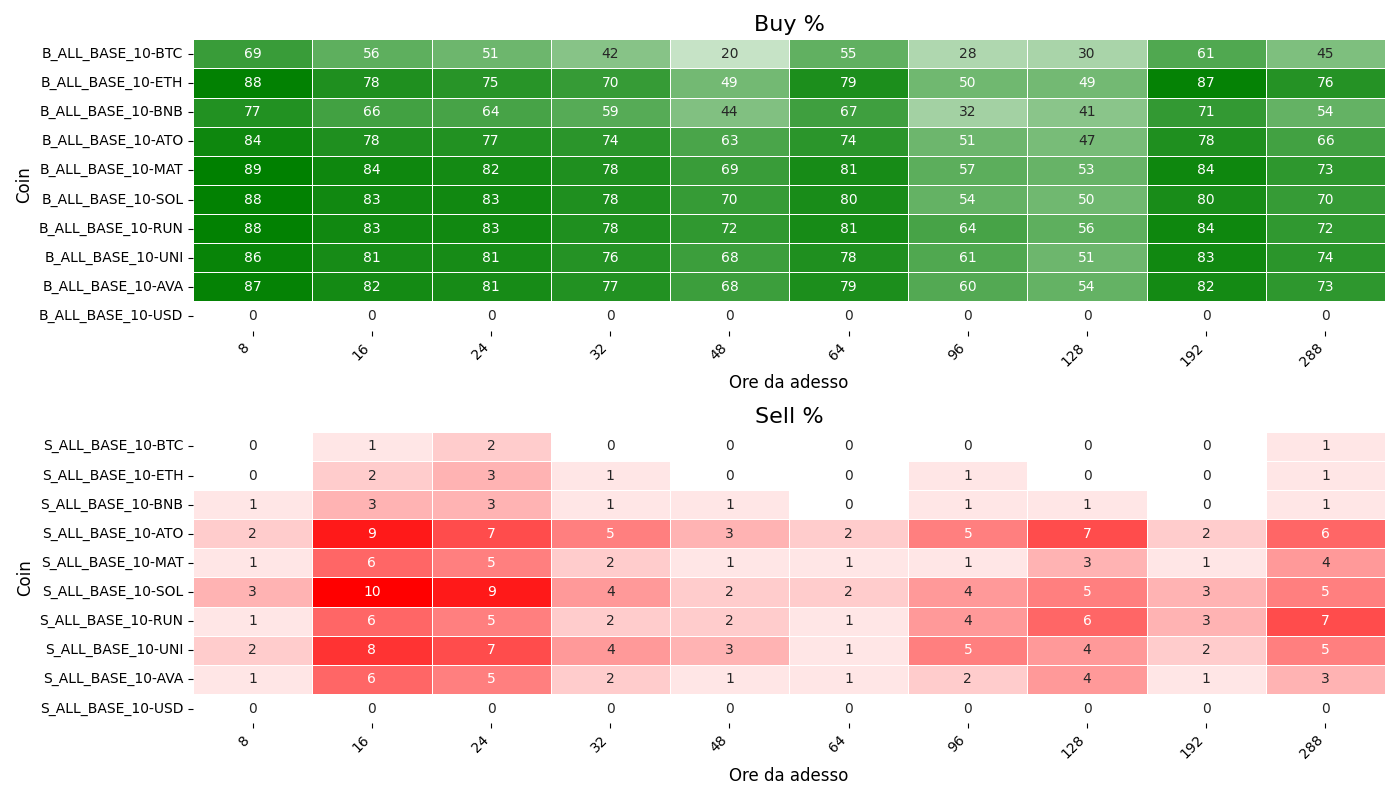 Buy %
Coin
B_ALL_BASE_10-BTC 69 56 51 42 20 55 28 30 61 45
B_ALL_BASE_10-ETH 88 78 75 70 49 79 50 49 87 76
B_ALL_BASE_10-BNB 77 66 64 59 44 67 32 41 71 54
B_ALL_BASE_10-ATO 84 78 77 74 63 74 51 47 78 66
B_ALL_BASE_10-MAT 89 84 82 78 69 81 57 53 84 73
B_ALL_BASE_10-SOL 88 83 83 78 70 80 54 50 80 70
B_ALL_BASE_10-RUN 88 83 83 78 72 81 64 56 84 72
B_ALL_BASE_10-UNI 86 81 81 76 68 78 61 51 83 74
B_ALL_BASE_10-AVA 87 82 81 77 68 79 60 54 82 73
B_ALL_BASE_10-USD 0 0 0 0 0 0 0 0 0 0
8 16 24 32 48 64 96 128 192 288
Ore da adesso
Sell %
Coin
S_ALL_BASE_10-BTC 0 1 2 0 0 0 0 0 0 1
S_ALL_BASE_10-ETH 0 2 3 1 0 0 1 0 0 1
S_ALL_BASE_10-BNB 1 3 3 1 1 0 1 1 0 1
S_ALL_BASE_10-ATO 2 9 7 5 3 2 5 7 2 6
S_ALL_BASE_10-MAT 1 6 5 2 1 1 1 3 1 4
S_ALL_BASE_10-SOL 3 10 9 4 2 2 4 5 3 5
S_ALL_BASE_10-RUN 1 6 5 2 2 1 4 6 3 7
S_ALL_BASE_10-UNI 2 8 7 4 3 1 5 4 2 5
S_ALL_BASE_10-AVA 1 6 5 2 1 1 2 4 1 3
S_ALL_BASE_10-USD 0 0 0 0 0 0 0 0 0 0
8 16 24 32 48 64 96 128 192 288
Ore da adesso